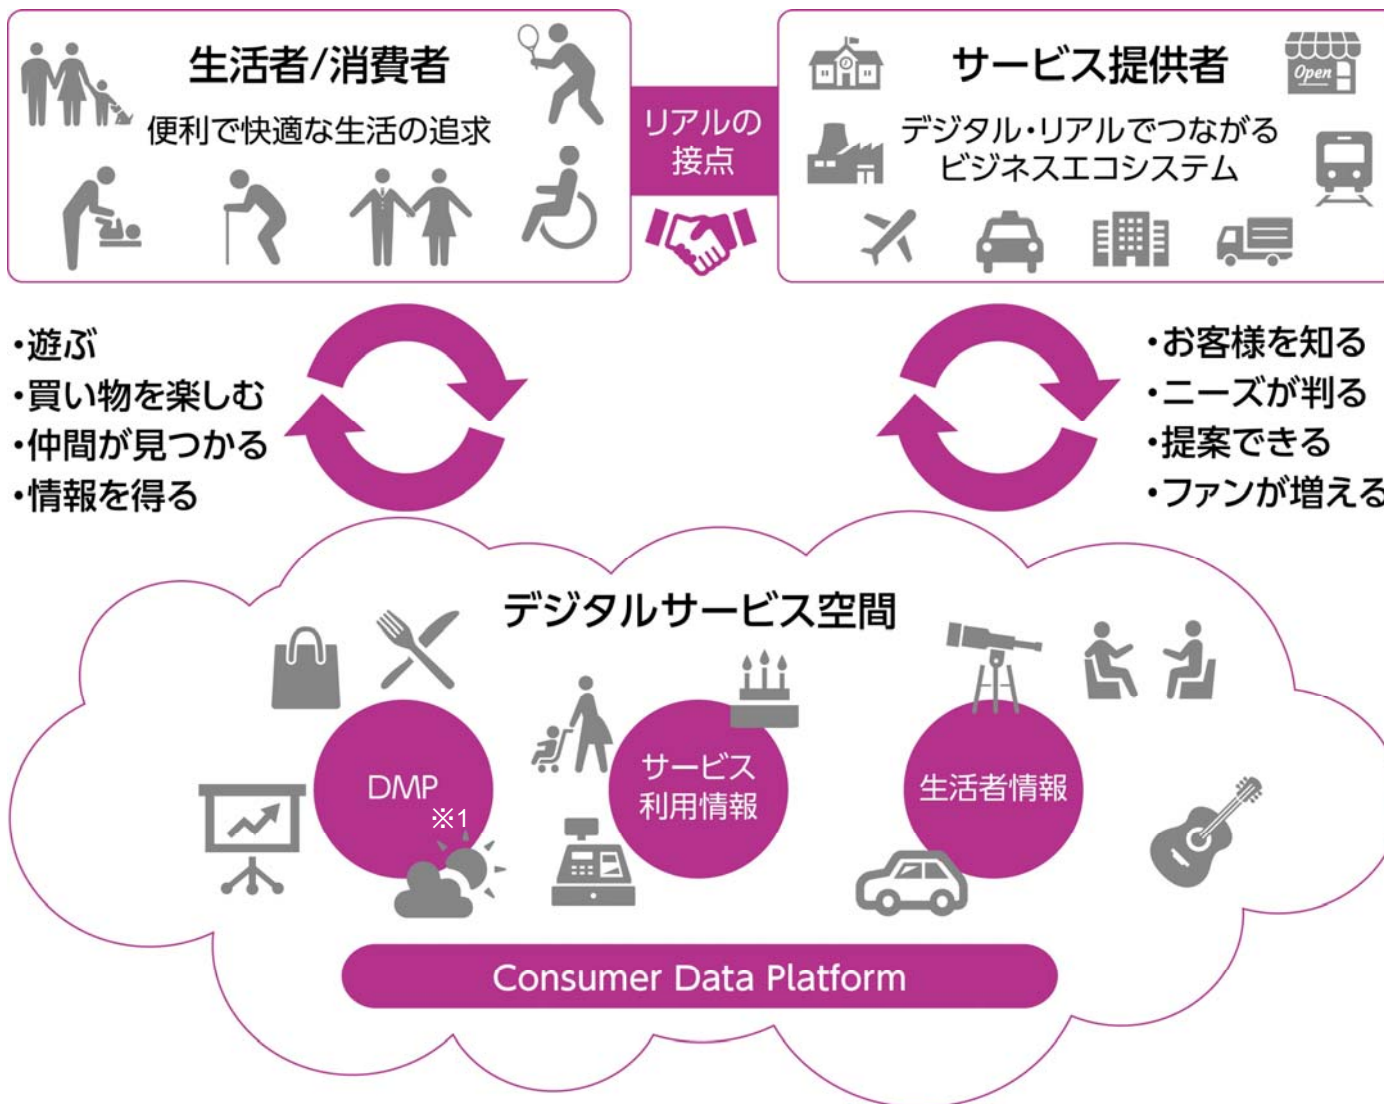 生活者/消費者
便利で快適な生活の追求
リアルの
接点
サービス提供者
Open
デジタル・リアルでつながる
ビジネスエコシステム
・遊ぶ
・買い物を楽しむ
・仲間が見つかる
・情報を得る
・お客様を知る
・ニーズが判る
・提案できる
・ファンが増える
デジタルサービス空間
DMP
※1
サービス
利用情報
生活者情報
Consumer Data Platform